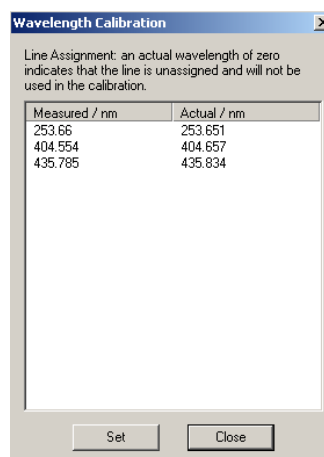 Wavelength Calibration
Line Assignment: an actual wavelength of zero
indicates that the line is unassigned and will not be
used in the calibration.
Measured / nm Actual / nm
253.66 253.651
404.554 404.657
435.785 435.834
Set Close